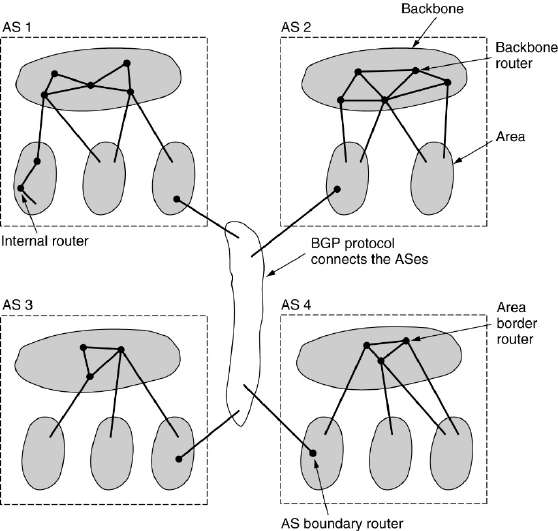 Backbone
AS 1
AS 2
Backbone
router
Area
Internal router
BGP protocol
connects the ASes
AS 3
AS 4
Area
border
router
AS boundary router